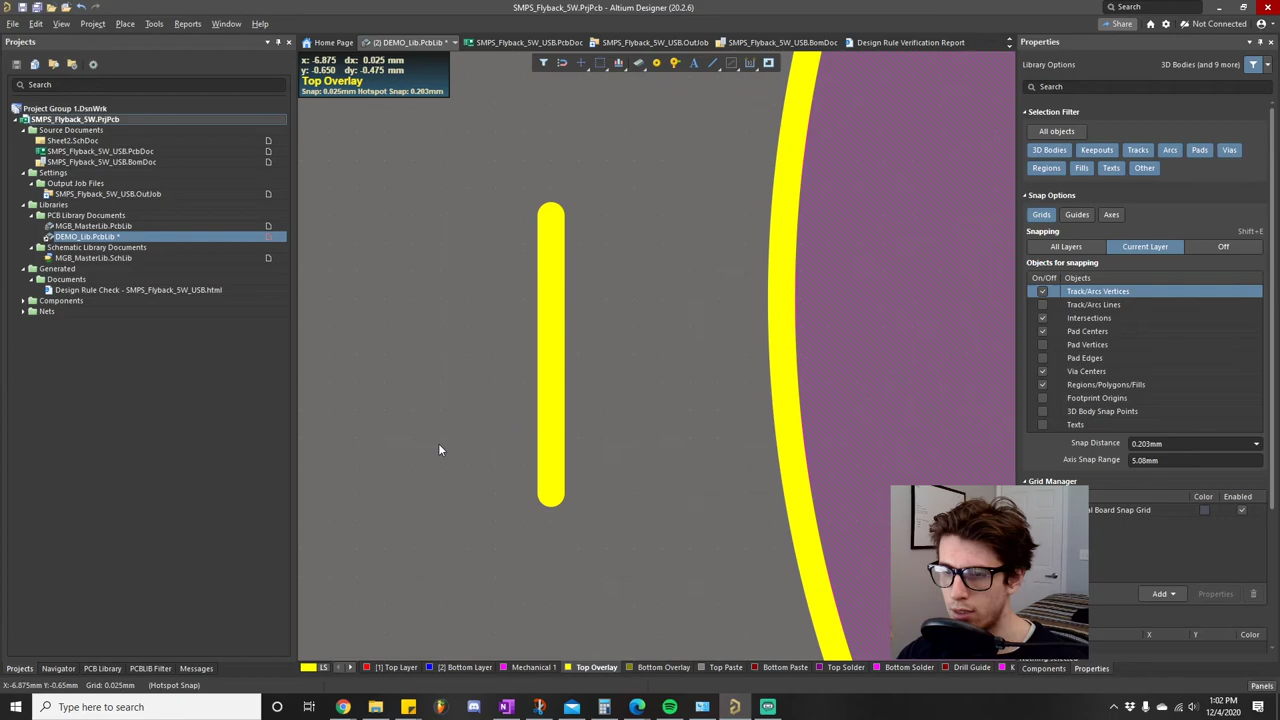 SMPS_Flyback_5W.PrjPcb - Altium Designer (20.2.6)
Search
File Edit View Project Place Tools Reports Window Help
Share Not Connected
Projects
Home Page (2) DEMO_Lib.PcbLib * SMPS_Flyback_5W_USB.PcbDoc SMPS_Flyback_5W_USB.OutJob SMPS_Flyback_5W_USB.BomDoc Design Rule Verification Report
Properties
x: -6.875 dx: 0.025 mm
y: -0.650 dy: -0.475 mm
Top Overlay
Snap: 0.025mm Hotspot Snap: 0.203mm
Library Options 3D Bodies (and 9 more)
Search
Search
Project Group 1.DsnWrk
SMPS_Flyback_5W.PrjPcb
Source Documents
Sheet2.SchDoc
SMPS_Flyback_5W_USB.PcbDoc
SMPS_Flyback_5W_USB.BomDoc
Settings
Output Job Files
SMPS_Flyback_5W_USB.OutJob
Libraries
PCB Library Documents
MGB_MasterLib.PcbLib
DEMO_Lib.PcbLib *
Schematic Library Documents
MGB_MasterLib.SchLib
Generated
Documents
Design Rule Check - SMPS_Flyback_5W_USB.html
Components
Nets
Selection Filter
All objects
3D Bodies Keepouts Tracks Arcs Pads Vias
Regions Fills Texts Other
Snap Options
Grids Guides Axes
Snapping Shift+E
All Layers Current Layer Off
Objects for snapping
On/Off Objects
Track/Arcs Vertices
Track/Arcs Lines
Intersections
Pad Centers
Pad Vertices
Pad Edges
Via Centers
Regions/Polygons/Fills
Footprint Origins
3D Body Snap Points
Texts
Snap Distance 0.203mm
Axis Snap Range 5.08mm
Grid Manager
Color Enabled
al Board Snap Grid
Add Properties
X Y Color
Components Properties
Projects Navigator PCB Library PCBLIB Filter Messages
LS [1] Top Layer [2] Bottom Layer Mechanical 1 Top Overlay Bottom Overlay Top Paste Bottom Paste Top Solder Bottom Solder Drill Guide K
X:-6.875mm Y:-0.65mm Grid: 0.025mm (Hotspot Snap)
Panels
Type here to search
1:02 PM
12/4/2020